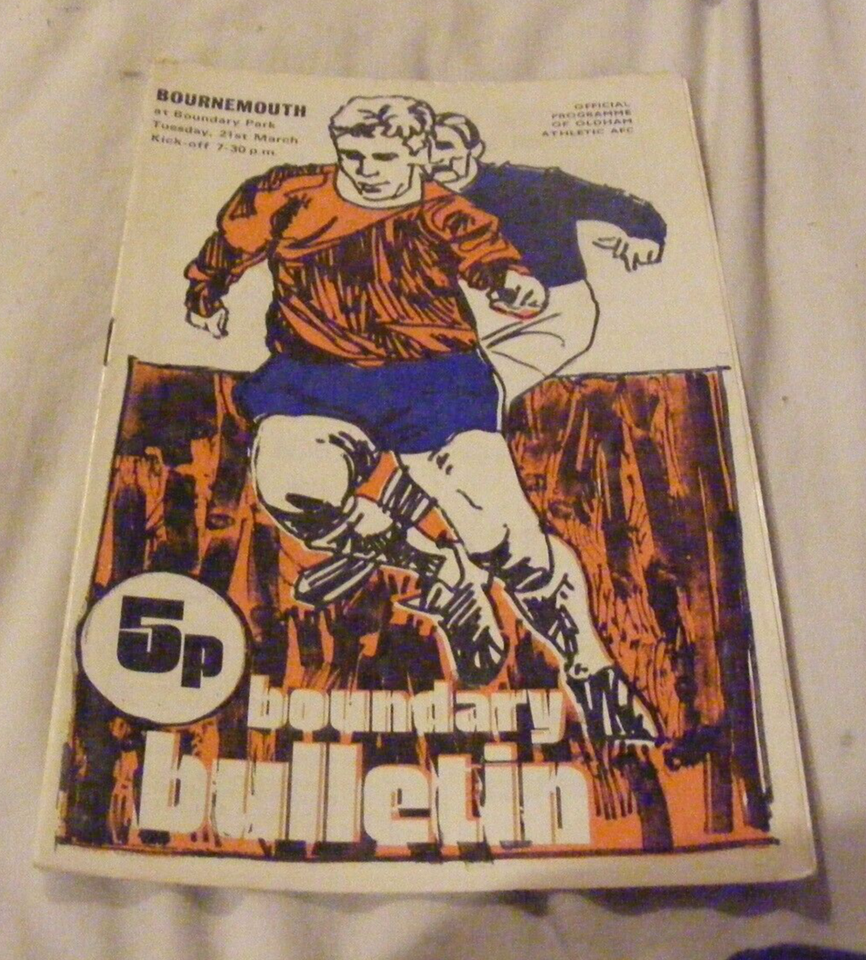 BOURNEMOUTH
at Boundary Park
Tuesday, 21st March
Kick-off 7-30 p.m.
OFFICIAL
PROGRAMME
OF OLDHAM
ATHLETIC AFC
5p
boundary
bulletin